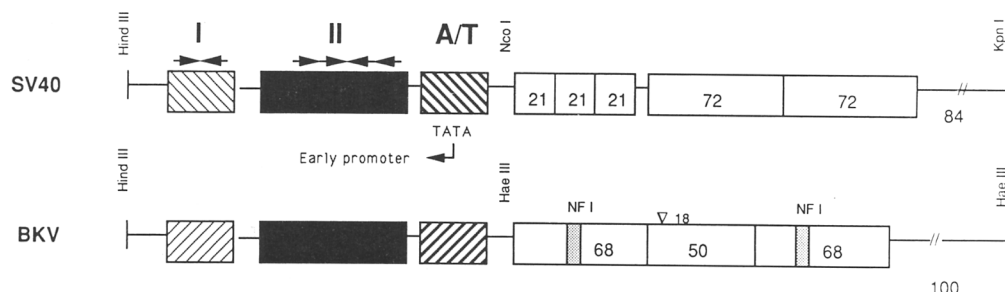 Hind III I II A/T Nco I Kpn I
SV40 21 21 21 72 72
84
TATA
Early promoter
Hind III Hae III Hae III
NF I ∇ 18 NF I
BKV 68 50 68
100